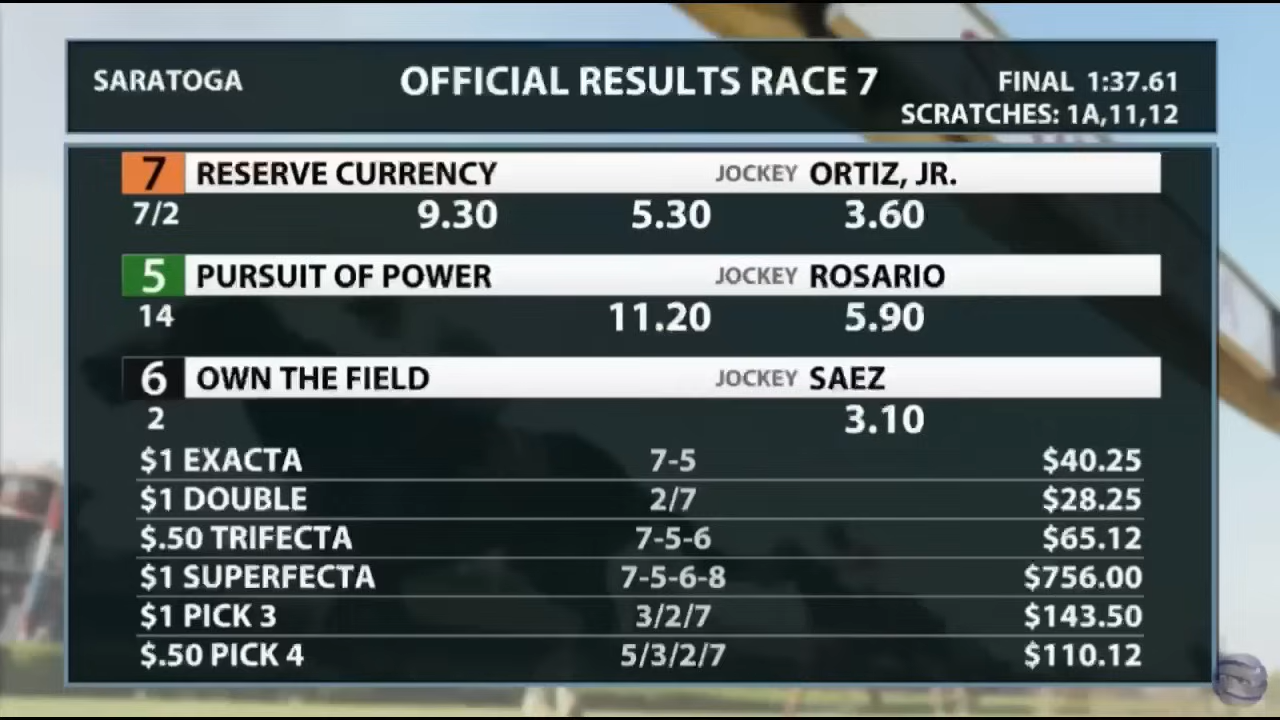 SARATOGA OFFICIAL RESULTS RACE 7 FINAL 1:37.61
SCRATCHES: 1A,11,12
7 RESERVE CURRENCY JOCKEY ORTIZ, JR.
7/2 9.30 5.30 3.60
5 PURSUIT OF POWER JOCKEY ROSARIO
14 11.20 5.90
6 OWN THE FIELD JOCKEY SAEZ
2 3.10
$1 EXACTA 7-5 $40.25
$1 DOUBLE 2/7 $28.25
$.50 TRIFECTA 7-5-6 $65.12
$1 SUPERFECTA 7-5-6-8 $756.00
$1 PICK 3 3/2/7 $143.50
$.50 PICK 4 5/3/2/7 $110.12